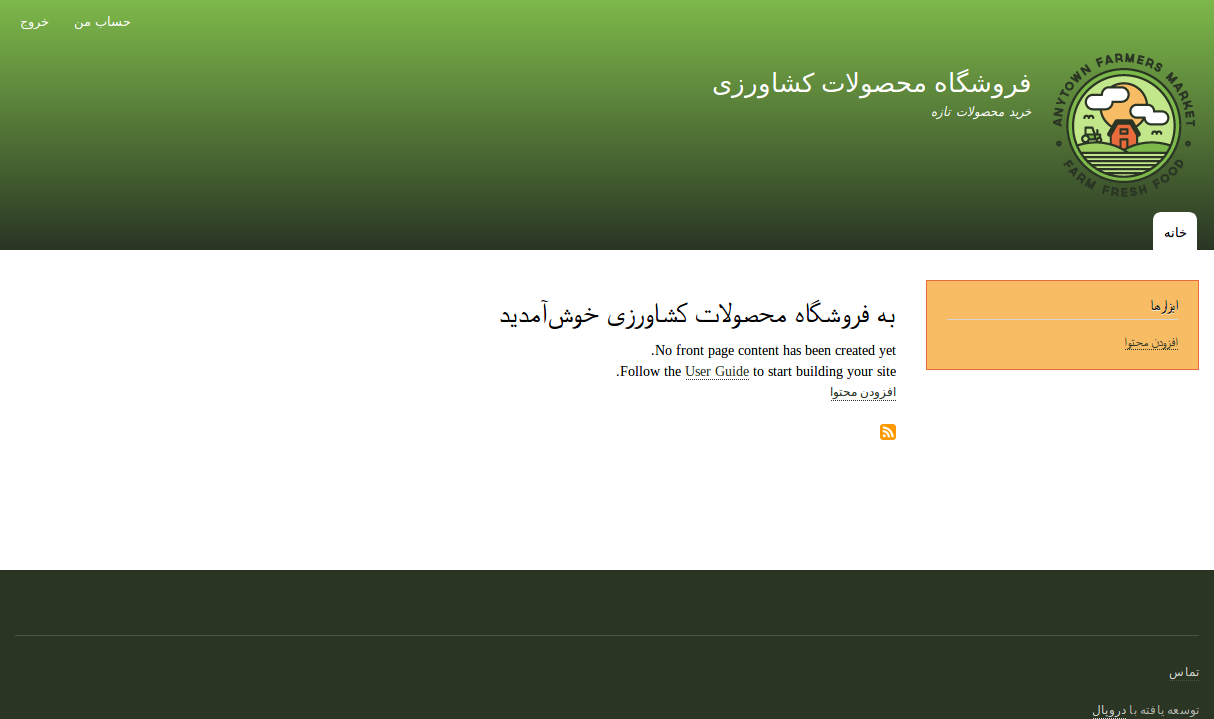 حساب من
خروج
ANYTOWN FARMERS MARKET
FARM FRESH FOOD
فروشگاه محصولات کشاورزی
خرید محصولات تازه
خانه
ابزارها
افزودن محتوا
به فروشگاه محصولات کشاورزی خوش‌آمدید
No front page content has been created yet.
Follow the User Guide to start building your site.
افزودن محتوا
تماس
توسعه یافته با دروپال